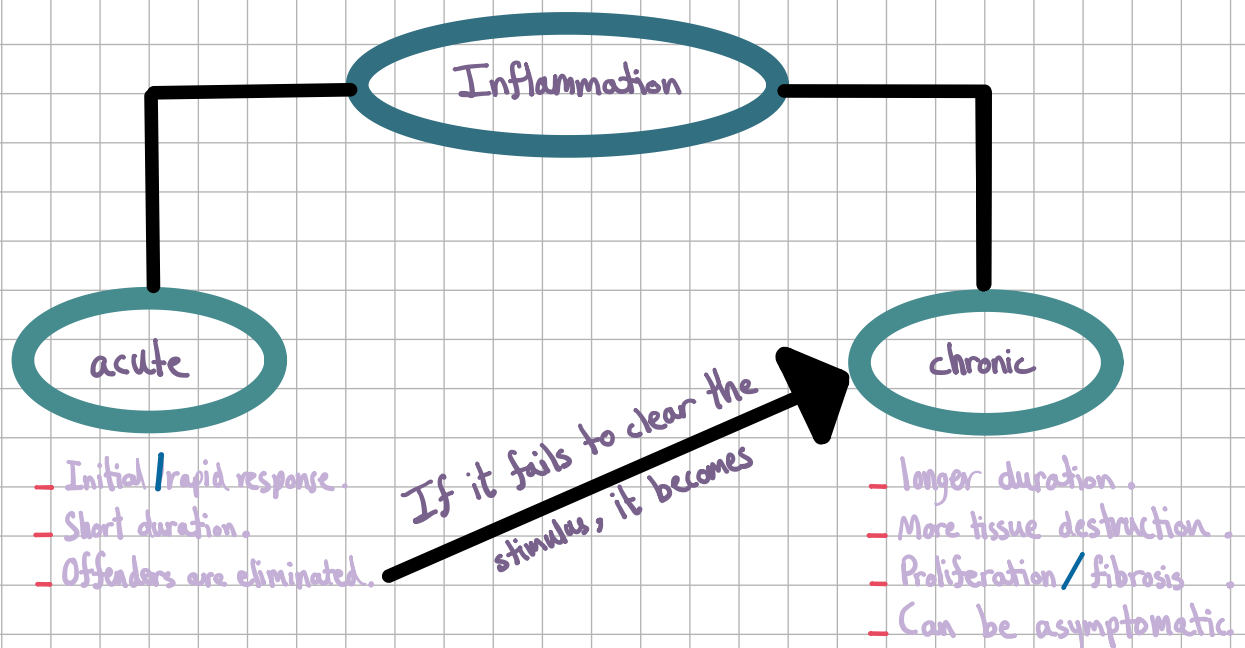 Inflammation
acute
chronic
If it fails to clear the
stimulus, it becomes
- Initial / rapid response.
- Short duration.
- Offenders are eliminated.
- longer duration.
- More tissue destruction.
- Proliferation / fibrosis.
- Can be asymptomatic.